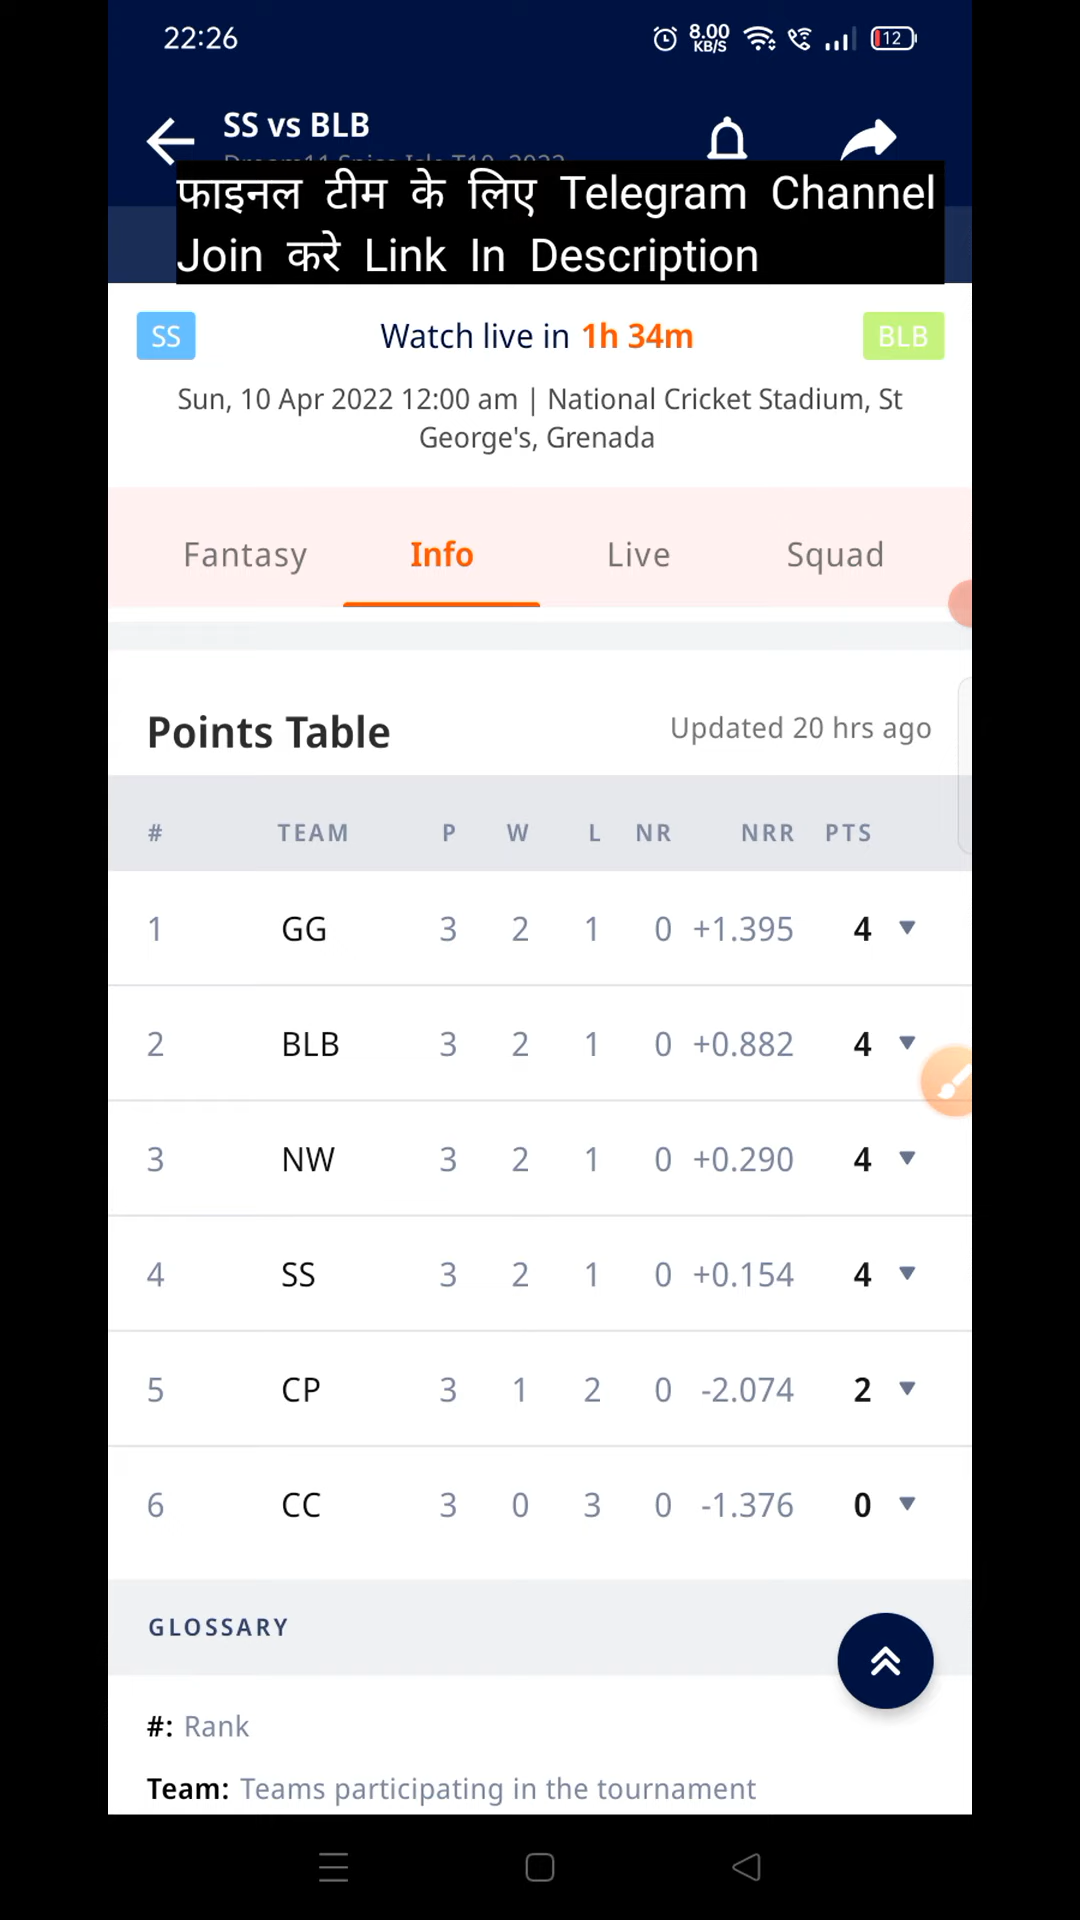 22:26
8.00
KB/S
12
SS vs BLB
फाइनल टीम के लिए Telegram Channel
Join करे Link In Description
SS
Watch live in 1h 34m
BLB
Sun, 10 Apr 2022 12:00 am | National Cricket Stadium, St
George's, Grenada
Fantasy Info Live Squad
Points Table
Updated 20 hrs ago
# TEAM P W L NR NRR PTS
1 GG 3 2 1 0 +1.395 4
2 BLB 3 2 1 0 +0.882 4
3 NW 3 2 1 0 +0.290 4
4 SS 3 2 1 0 +0.154 4
5 CP 3 1 2 0 -2.074 2
6 CC 3 0 3 0 -1.376 0
GLOSSARY
#: Rank
Team: Teams participating in the tournament